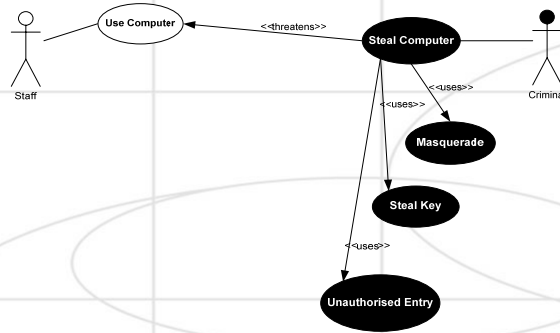 Use Computer
<<threatens>>
Steal Computer
Staff
Crimina
<<uses>>
<<uses>>
Masquerade
Steal Key
<<uses>>
Unauthorised Entry